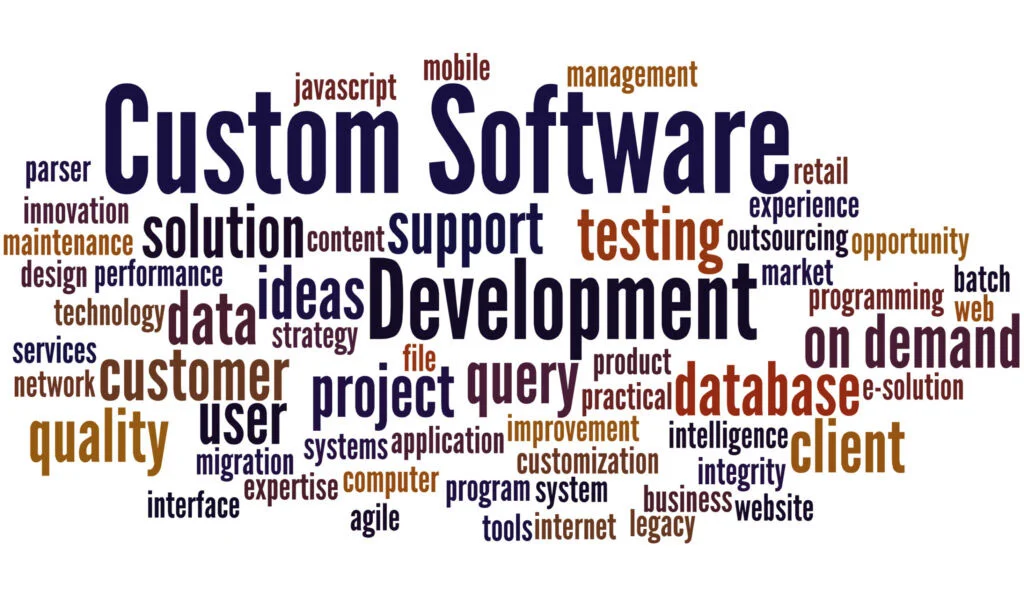 javascript mobile management
Custom Software
parser retail
innovation solution content support testing experience
maintenance outsourcing opportunity
design performance ideas Development market batch
technology data strategy programming web
services file product on demand
network customer project query practical database e-solution
quality user systems application improvement intelligence client
migration customization integrity
interface expertise computer program system business website
agile tools internet legacy